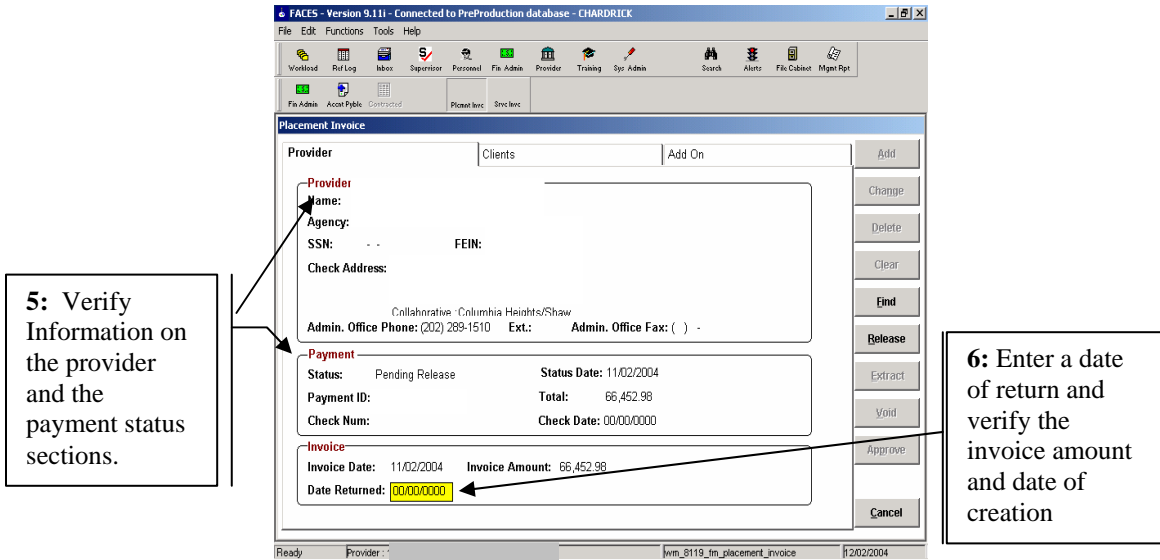 FACES - Version 9.11i - Connected to PreProduction database - CHARDRICK
File Edit Functions Tools Help
Workload Ref Log Inbox Supervisor Personnel Fin Admin Provider Training Sys Admin Search Alerts File Cabinet Mgmt Rpt
Fin Admin Accnt Pyble Contracted Plcmnt Invc Srvc Invc
Placement Invoice
Provider Clients Add On
Add
Change
Delete
Clear
Find
Release
Extract
Void
Approve
Cancel
Provider
Name:
Agency:
SSN: - - FEIN:
Check Address:
Collaborative :Columbia Heights/Shaw
Admin. Office Phone: (202) 289-1510 Ext.: Admin. Office Fax: ( ) -
Payment
Status: Pending Release Status Date: 11/02/2004
Payment ID: Total: 66,452.98
Check Num: Check Date: 00/00/0000
Invoice
Invoice Date: 11/02/2004 Invoice Amount: 66,452.98
Date Returned: 00/00/0000
Ready Provider : wm_8119_fm_placement_invoice 12/02/2004
5: Verify
Information on
the provider
and the
payment status
sections.
6: Enter a date
of return and
verify the
invoice amount
and date of
creation